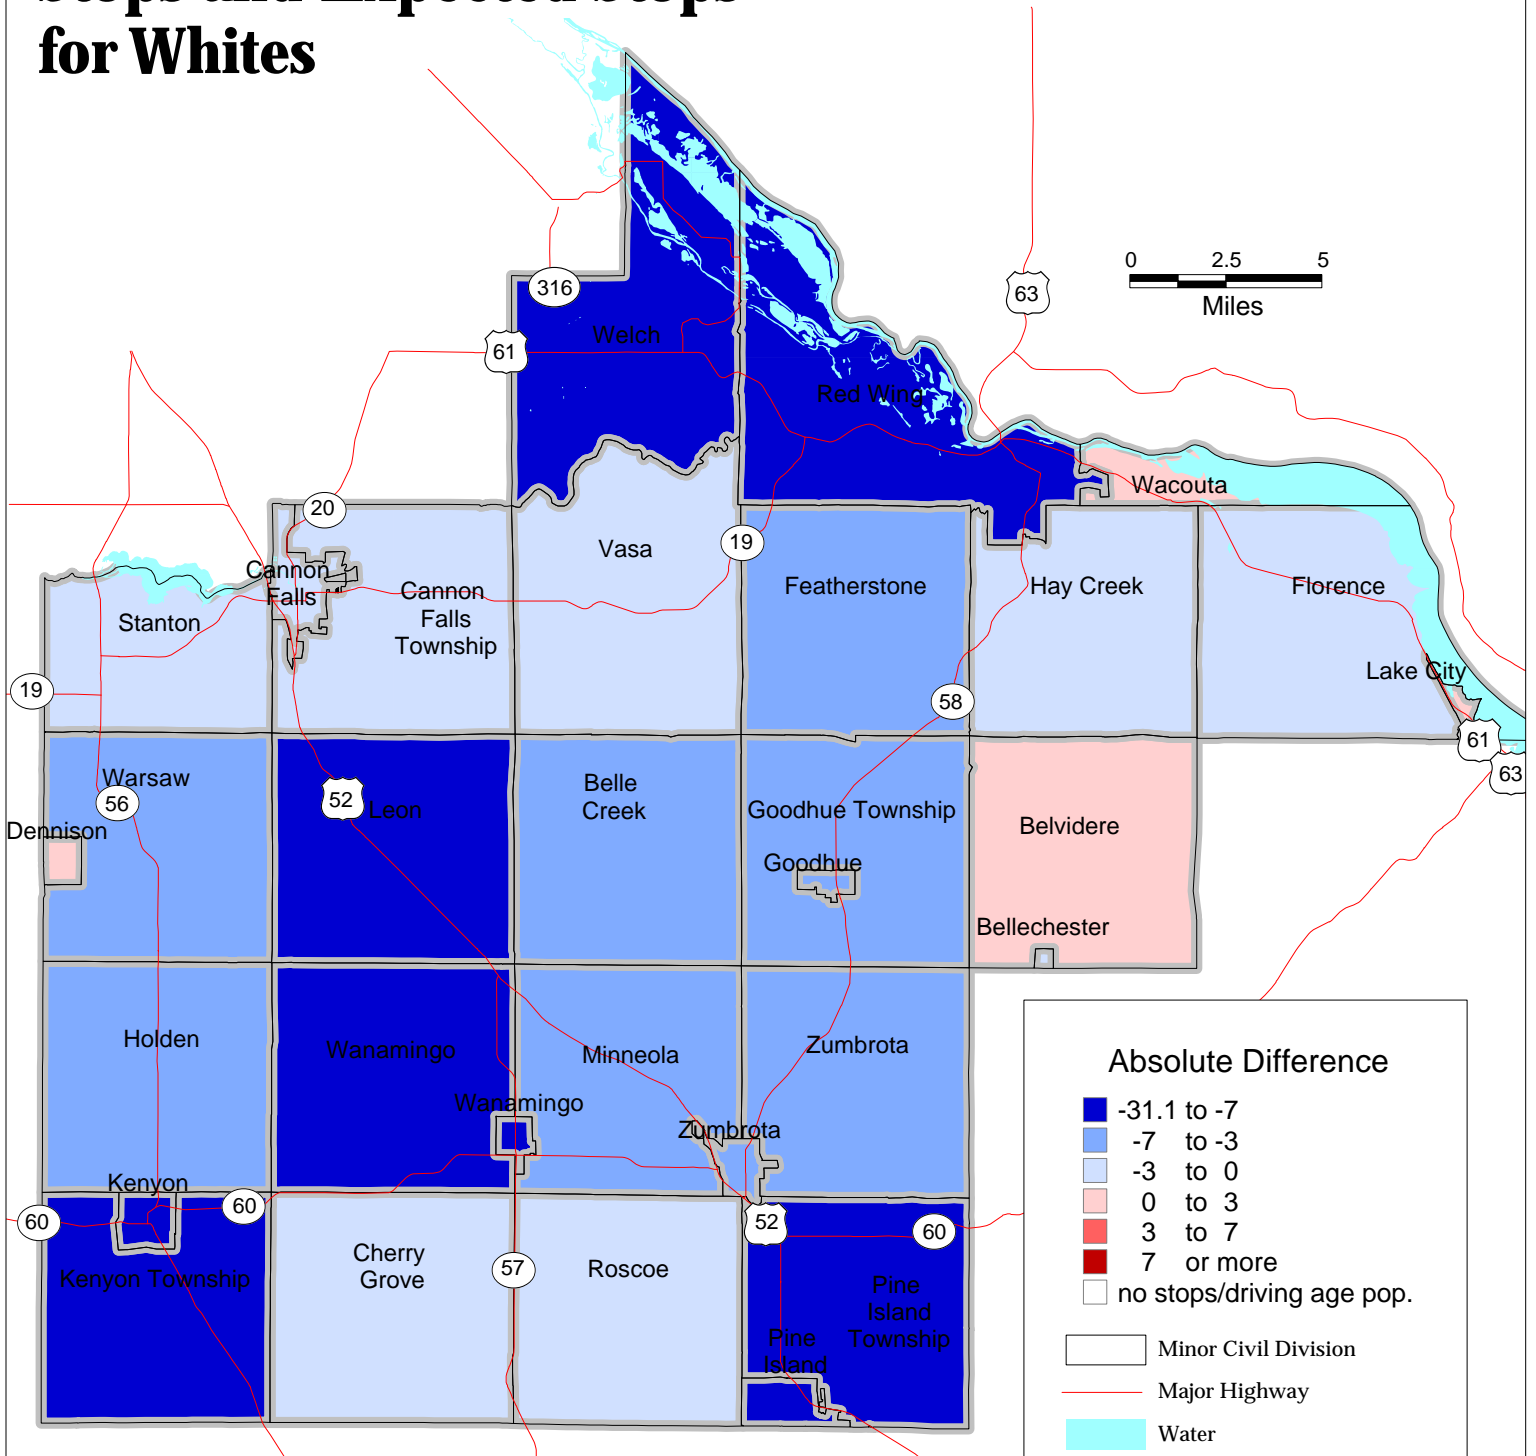 Stops and Expected Stops
for Whites
0 2.5 5
Miles
63
316
61
Welch
Red Wing
Wacouta
20
Vasa
19
Cannon
Falls
Cannon
Falls
Township
Featherstone
Hay Creek
Florence
Stanton
Lake City
19
58
61
63
Warsaw
56
52
Leon
Belle
Creek
Goodhue Township
Belvidere
Dennison
Goodhue
Bellechester
Holden
Wanamingo
Minneola
Zumbrota
Wanamingo
Zumbrota
Kenyon
60
60
52
60
Kenyon Township
Cherry
Grove
57
Roscoe
Pine
Island
Township
Pine
Island
Absolute Difference
-31.1 to -7
-7 to -3
-3 to 0
0 to 3
3 to 7
7 or more
no stops/driving age pop.
Minor Civil Division
Major Highway
Water